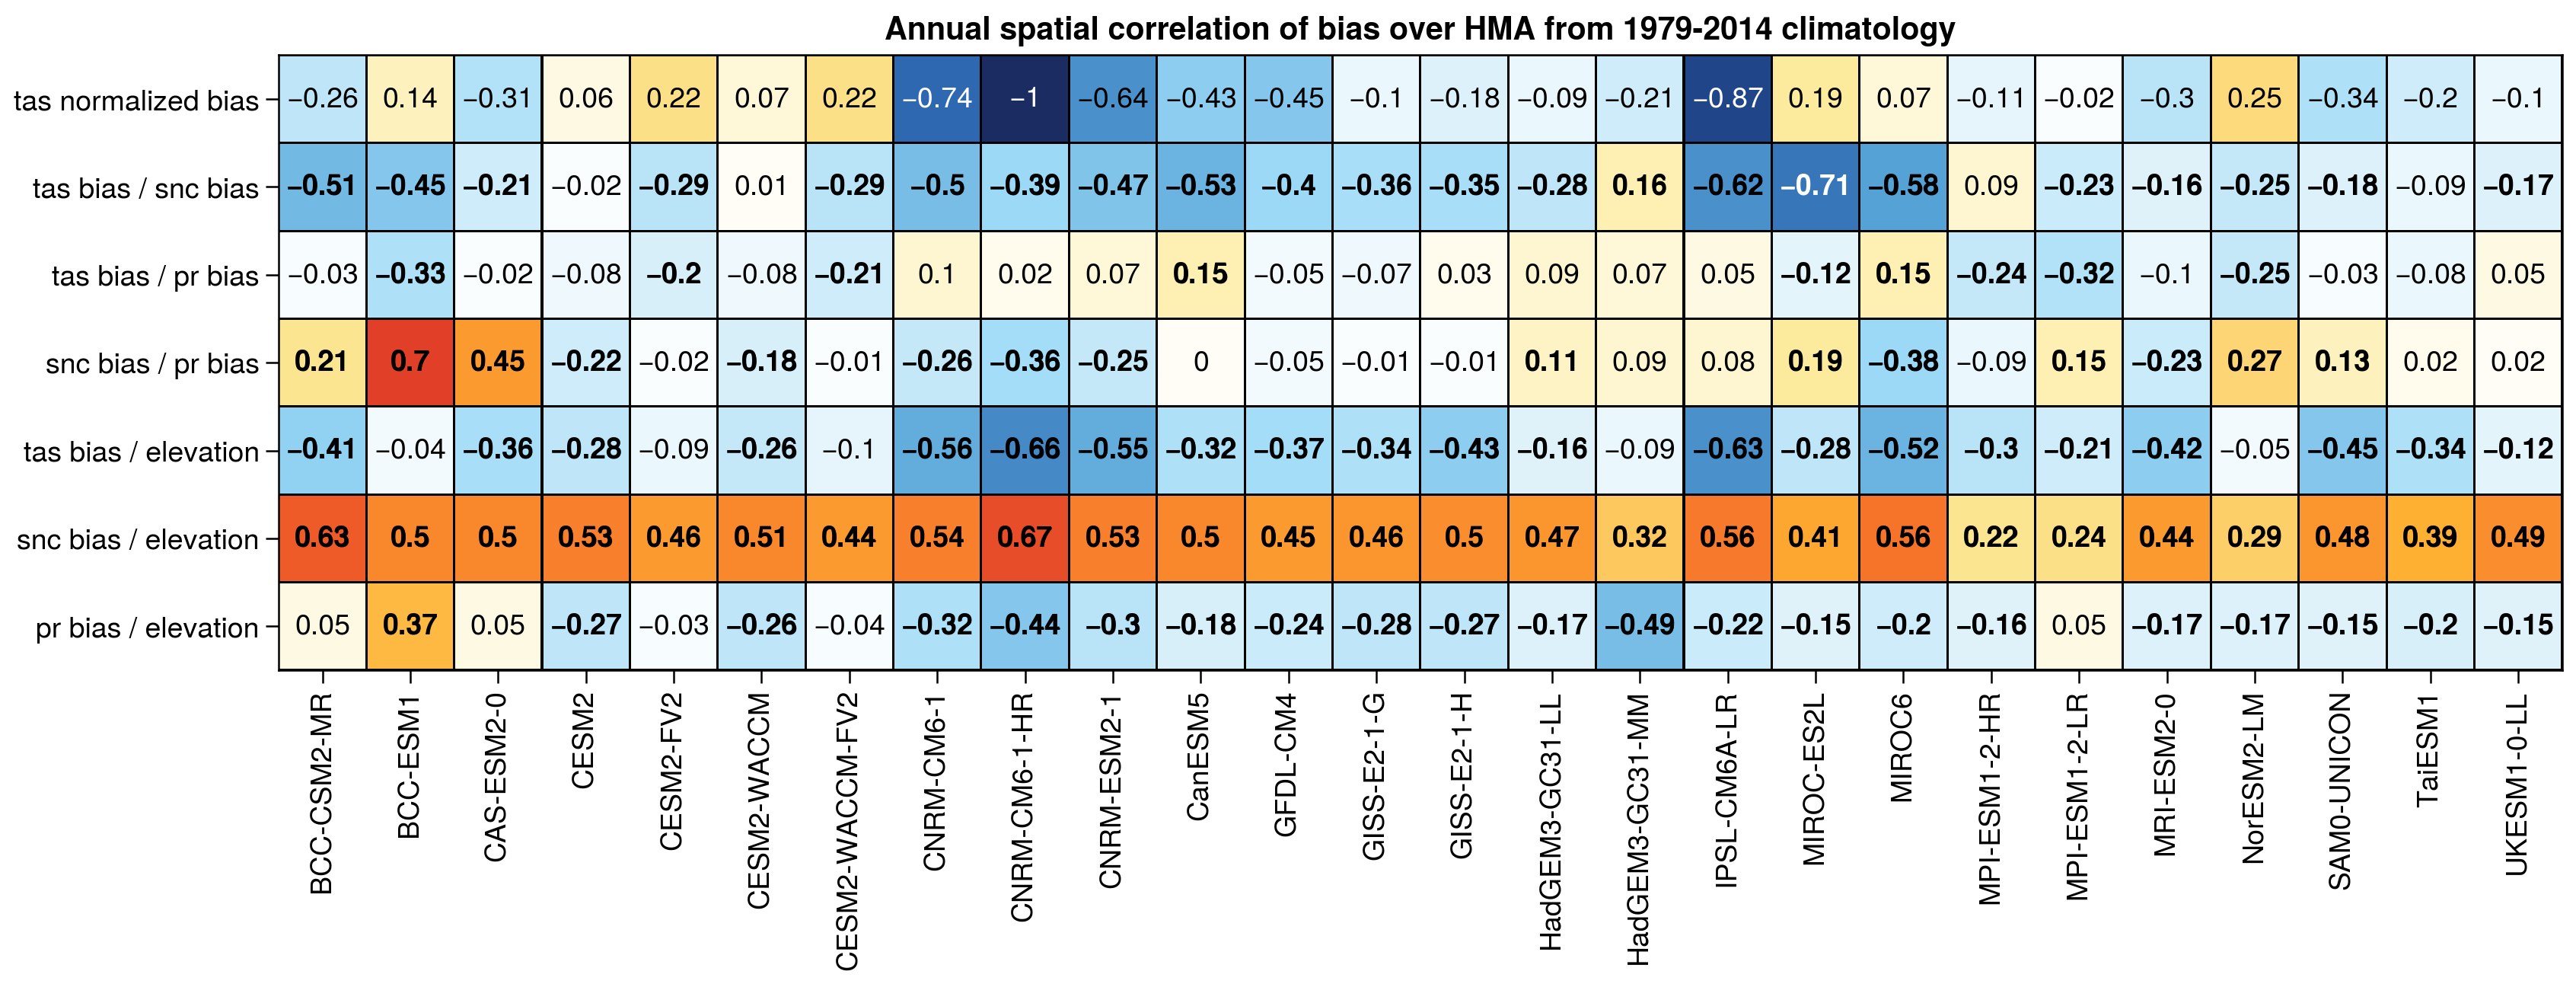 Annual spatial correlation of bias over HMA from 1979-2014 climatology
tas normalized bias −0.26 0.14 −0.31 0.06 0.22 0.07 0.22 −0.74 −1 −0.64 −0.43 −0.45 −0.1 −0.18 −0.09 −0.21 −0.87 0.19 0.07 −0.11 −0.02 −0.3 0.25 −0.34 −0.2 −0.1
tas bias / snc bias −0.51 −0.45 −0.21 −0.02 −0.29 0.01 −0.29 −0.5 −0.39 −0.47 −0.53 −0.4 −0.36 −0.35 −0.28 0.16 −0.62 −0.71 −0.58 0.09 −0.23 −0.16 −0.25 −0.18 −0.09 −0.17
tas bias / pr bias −0.03 −0.33 −0.02 −0.08 −0.2 −0.08 −0.21 0.1 0.02 0.07 0.15 −0.05 −0.07 0.03 0.09 0.07 0.05 −0.12 0.15 −0.24 −0.32 −0.1 −0.25 −0.03 −0.08 0.05
snc bias / pr bias 0.21 0.7 0.45 −0.22 −0.02 −0.18 −0.01 −0.26 −0.36 −0.25 0 −0.05 −0.01 −0.01 0.11 0.09 0.08 0.19 −0.38 −0.09 0.15 −0.23 0.27 0.13 0.02 0.02
tas bias / elevation −0.41 −0.04 −0.36 −0.28 −0.09 −0.26 −0.1 −0.56 −0.66 −0.55 −0.32 −0.37 −0.34 −0.43 −0.16 −0.09 −0.63 −0.28 −0.52 −0.3 −0.21 −0.42 −0.05 −0.45 −0.34 −0.12
snc bias / elevation 0.63 0.5 0.5 0.53 0.46 0.51 0.44 0.54 0.67 0.53 0.5 0.45 0.46 0.5 0.47 0.32 0.56 0.41 0.56 0.22 0.24 0.44 0.29 0.48 0.39 0.49
pr bias / elevation 0.05 0.37 0.05 −0.27 −0.03 −0.26 −0.04 −0.32 −0.44 −0.3 −0.18 −0.24 −0.28 −0.27 −0.17 −0.49 −0.22 −0.15 −0.2 −0.16 0.05 −0.17 −0.17 −0.15 −0.2 −0.15
BCC-CSM2-MR
BCC-ESM1
CAS-ESM2-0
CESM2
CESM2-FV2
CESM2-WACCM
CESM2-WACCM-FV2
CNRM-CM6-1
CNRM-CM6-1-HR
CNRM-ESM2-1
CanESM5
GFDL-CM4
GISS-E2-1-G
GISS-E2-1-H
HadGEM3-GC31-LL
HadGEM3-GC31-MM
IPSL-CM6A-LR
MIROC-ES2L
MIROC6
MPI-ESM1-2-HR
MPI-ESM1-2-LR
MRI-ESM2-0
NorESM2-LM
SAM0-UNICON
TaiESM1
UKESM1-0-LL